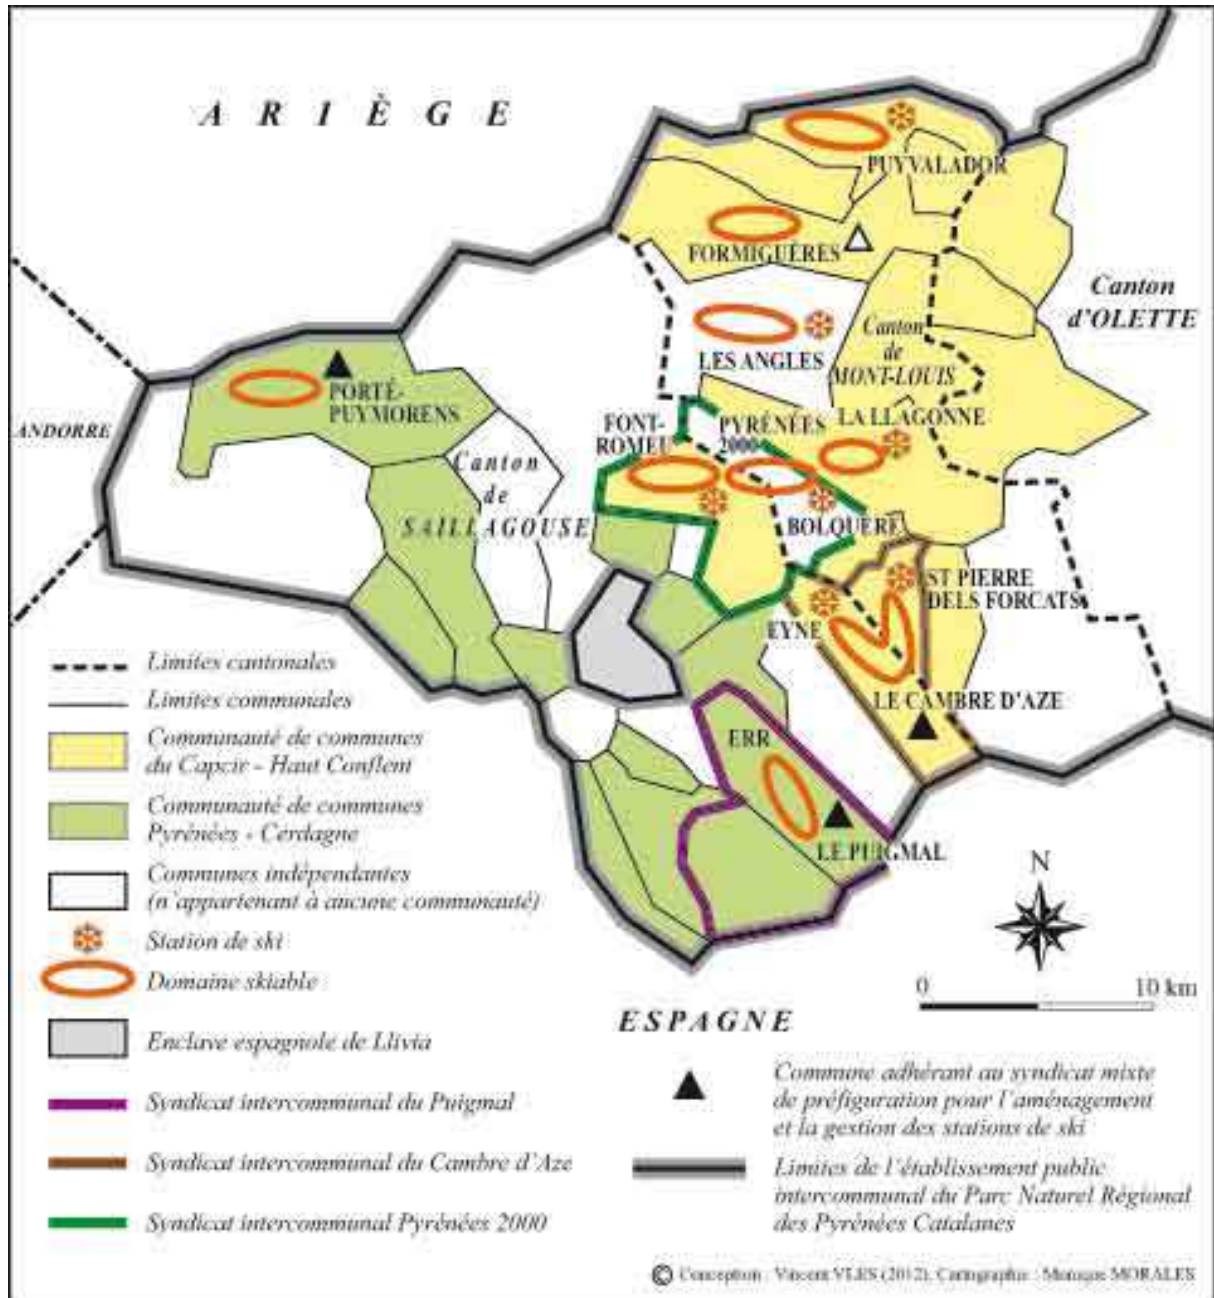 ARIÈGE
PUYVALADOR
FORMIGUÈRES
Canton
d'OLETTE
LES ANGLES
Canton
de
MONT-LOUIS
PORTÉ-
PUYMORENS
ANDORRE
FONT-
ROMEU
PYRÉNÉES
2000
LA LLAGONNE
Canton
de
SAILLAGOUSE
BOLQUÈRE
ST PIERRE
DELS FORCATS
EYNE
LE CAMBRE D'AZE
ERR
LE PUIGMAL
Limites cantonales
Limites communales
Communauté de communes
du Capcir - Haut Conflent
Communauté de communes
Pyrénées - Cerdagne
Communes indépendantes
(n'appartenant à aucune communauté)
Station de ski
Domaine skiable
Enclave espagnole de Llivia
Syndicat intercommunal du Puigmal
Syndicat intercommunal du Cambre d'Aze
Syndicat intercommunal Pyrénées 2000
N
0 10 km
ESPAGNE
Commune adhérant au syndicat mixte
de préfiguration pour l'aménagement
et la gestion des stations de ski
Limites de l'établissement public
intercommunal du Parc Naturel Régional
des Pyrénées Catalanes
© Conception : Vincent VLES (2012), Cartographie : Monique MORALES